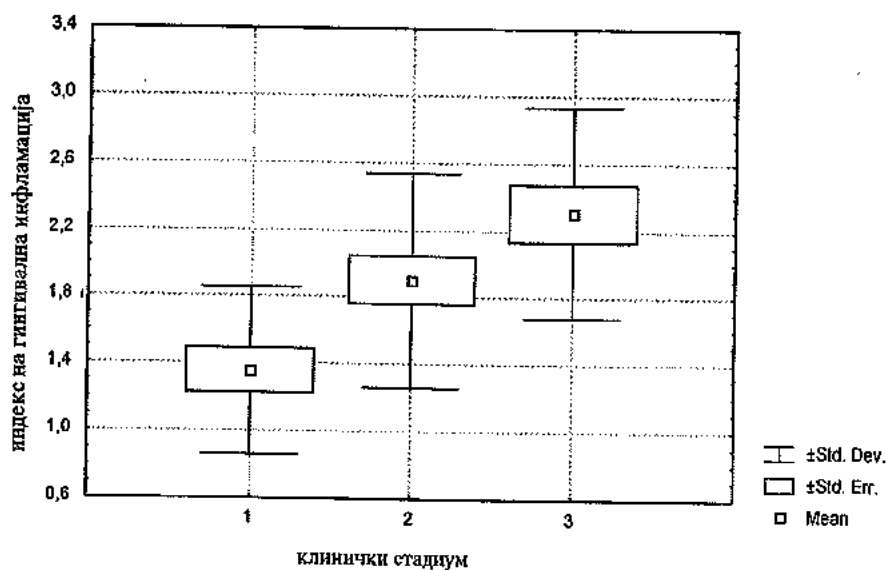 индекс на гингивална инфламација
3,4
3,0
2,6
2,2
1,8
1,4
1,0
0,6
1
2
3
клинички стадиум
±Std. Dev.
±Std. Err.
Mean